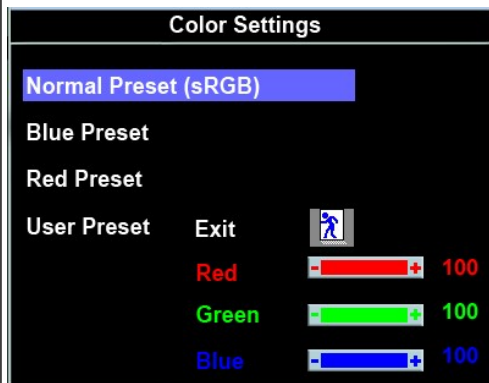 Color Settings
Normal Preset (sRGB)
Blue Preset
Red Preset
User Preset Exit
Red - + 100
Green - + 100
Blue - + 100